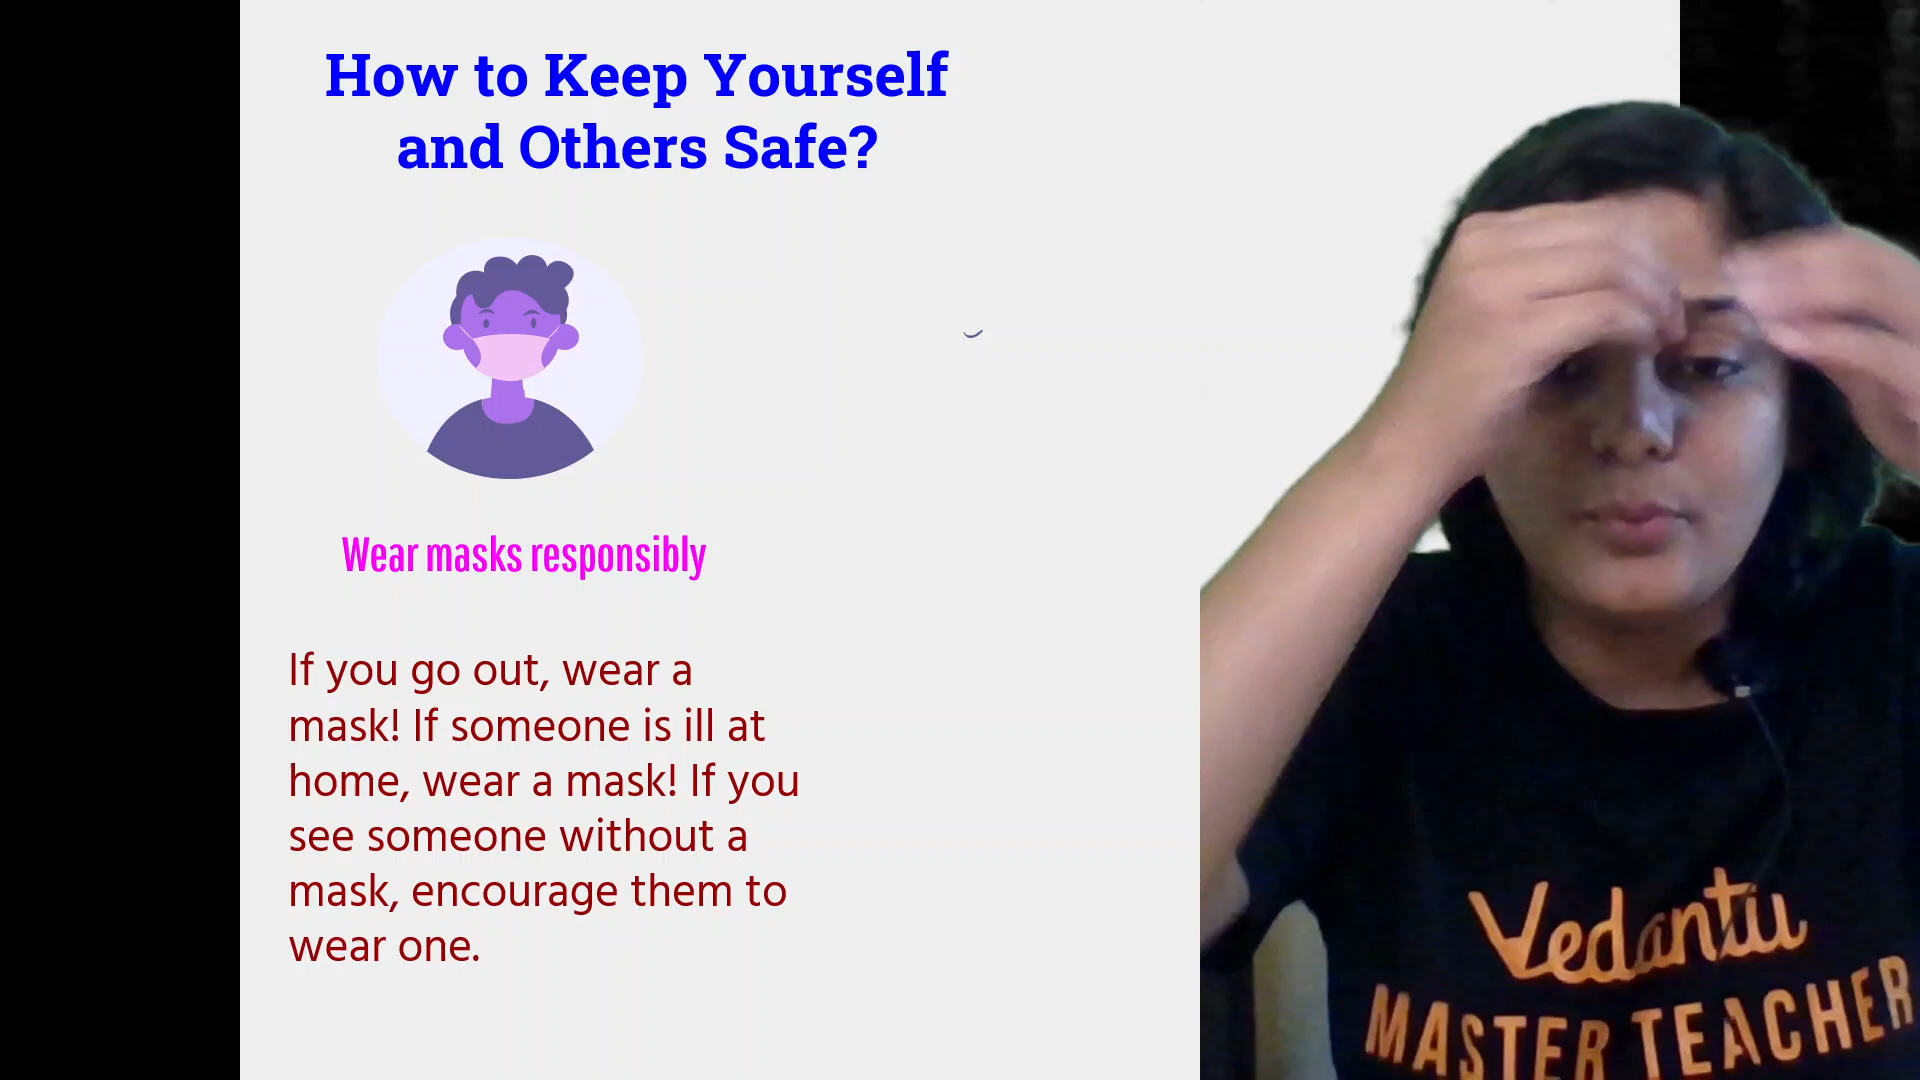 How to Keep Yourself
and Others Safe?
Wear masks responsibly
If you go out, wear a
mask! If someone is ill at
home, wear a mask! If you
see someone without a
mask, encourage them to
wear one.
Vedantu
MASTER TEACHER